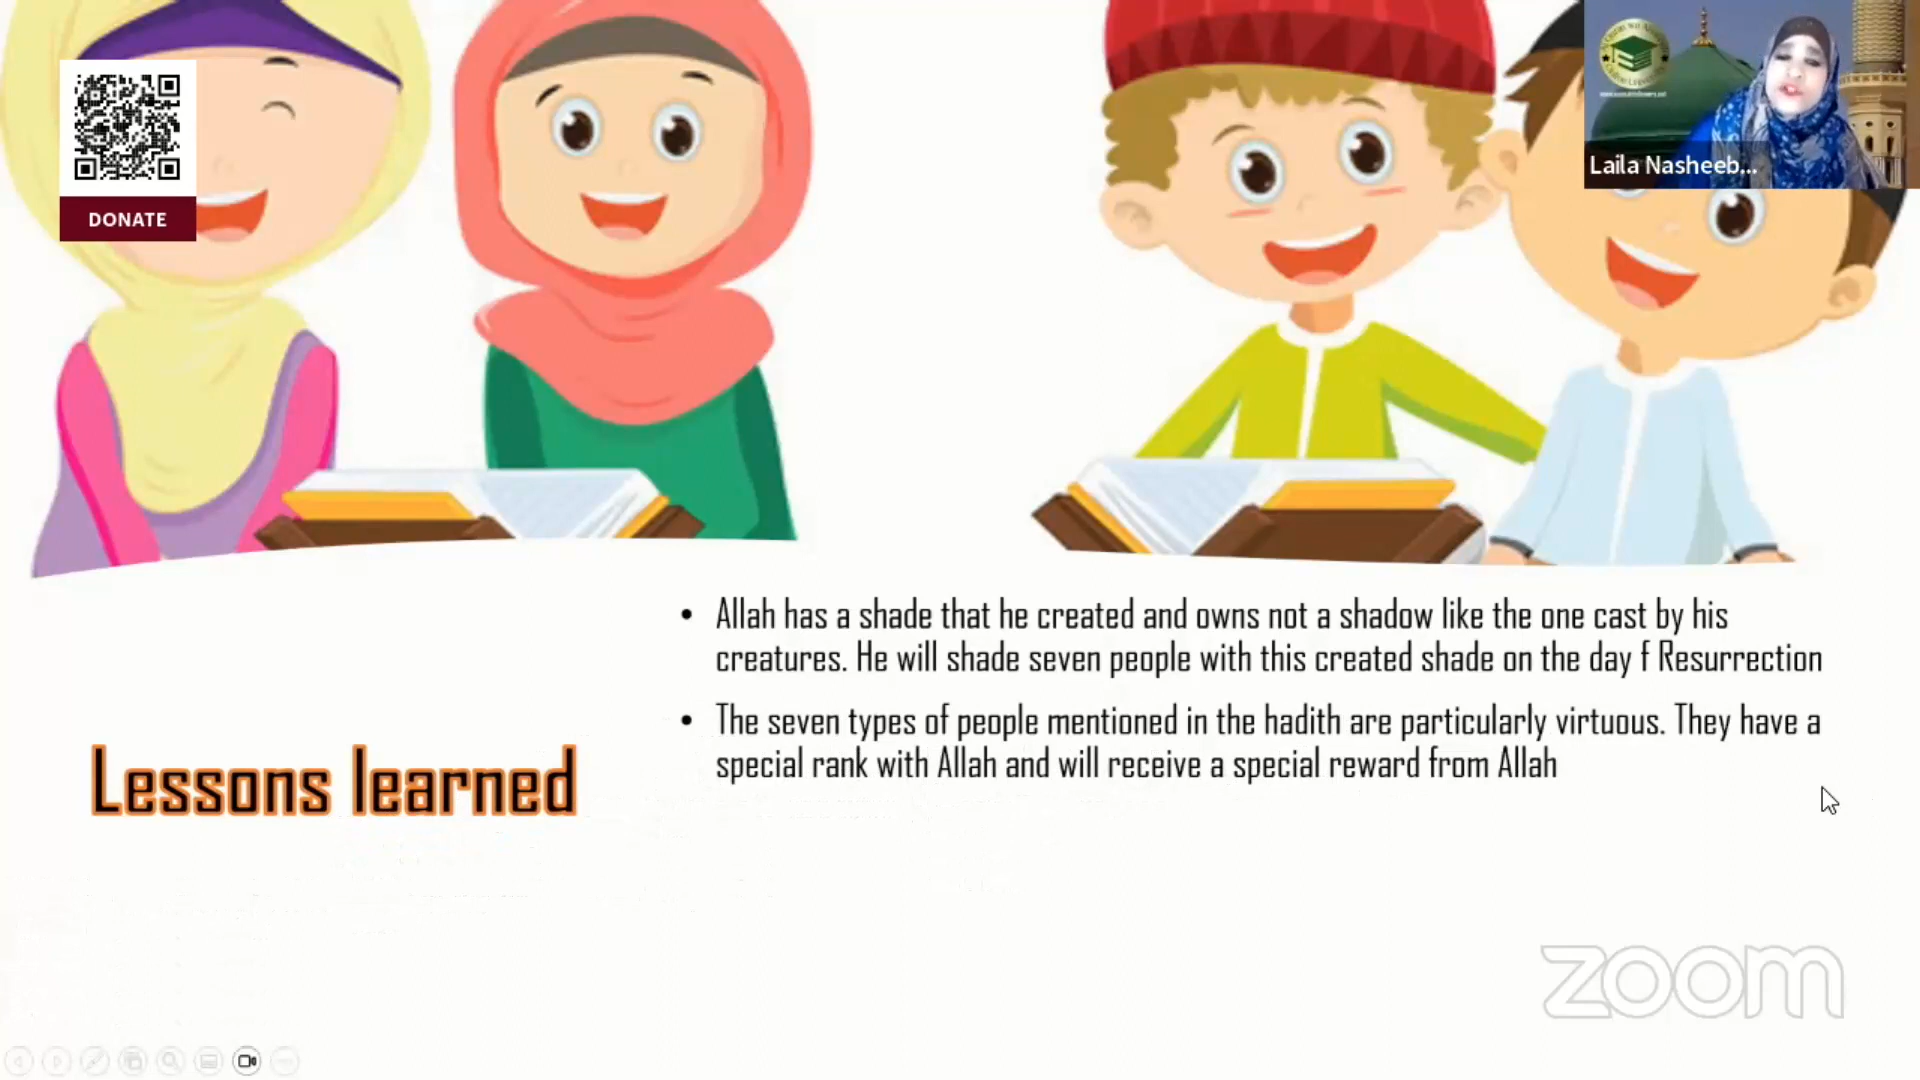 DONATE
Laila Nasheeb...
• Allah has a shade that he created and owns not a shadow like the one cast by his
creatures. He will shade seven people with this created shade on the day f Resurrection
• The seven types of people mentioned in the hadith are particularly virtuous. They have a
special rank with Allah and will receive a special reward from Allah
Lessons learned
zoom